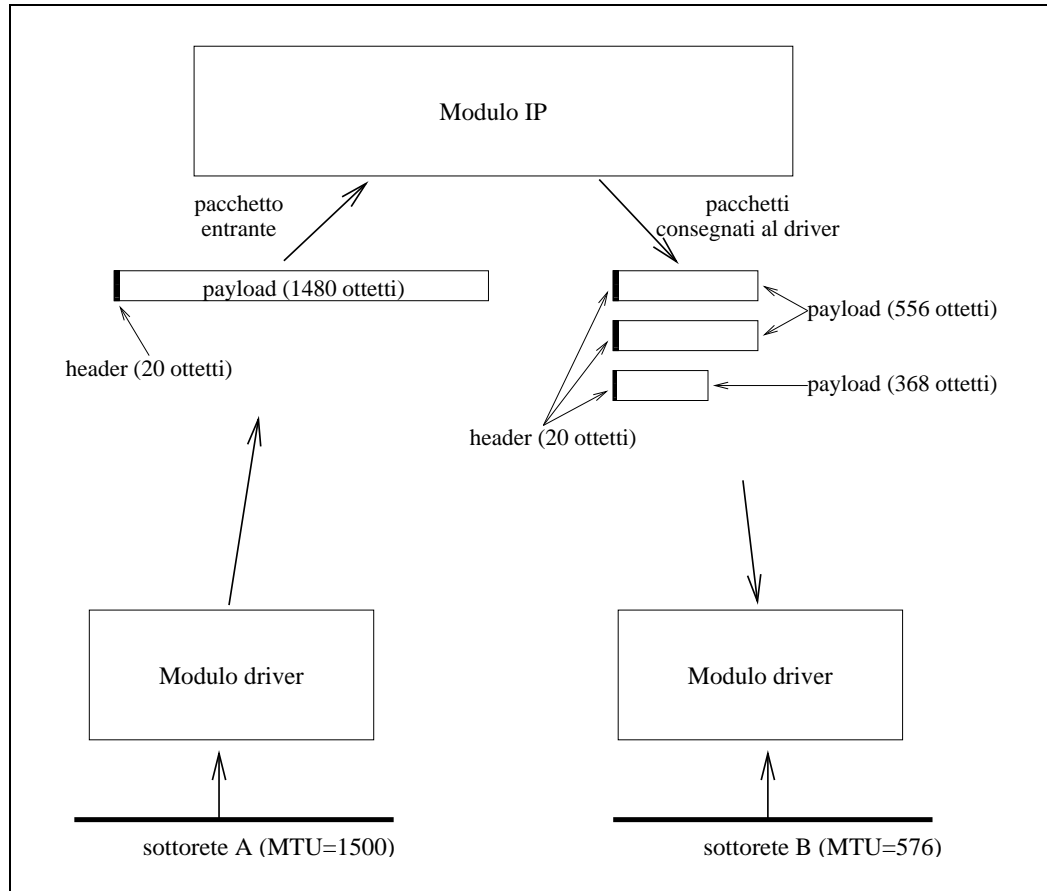 Modulo IP
pacchetto
entrante
pacchetti
consegnati al driver
payload (1480 ottetti)
payload (556 ottetti)
header (20 ottetti)
payload (368 ottetti)
header (20 ottetti)
Modulo driver
Modulo driver
sottorete A (MTU=1500)
sottorete B (MTU=576)